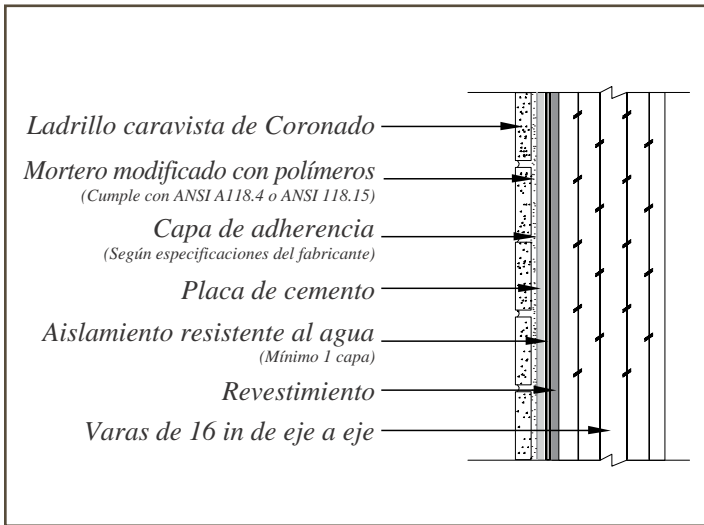 Ladrillo caravista de Coronado
Mortero modificado con polímeros
(Cumple con ANSI A118.4 o ANSI 118.15)
Capa de adherencia
(Según especificaciones del fabricante)
Placa de cemento
Aislamiento resistente al agua
(Mínimo 1 capa)
Revestimiento
Varas de 16 in de eje a eje